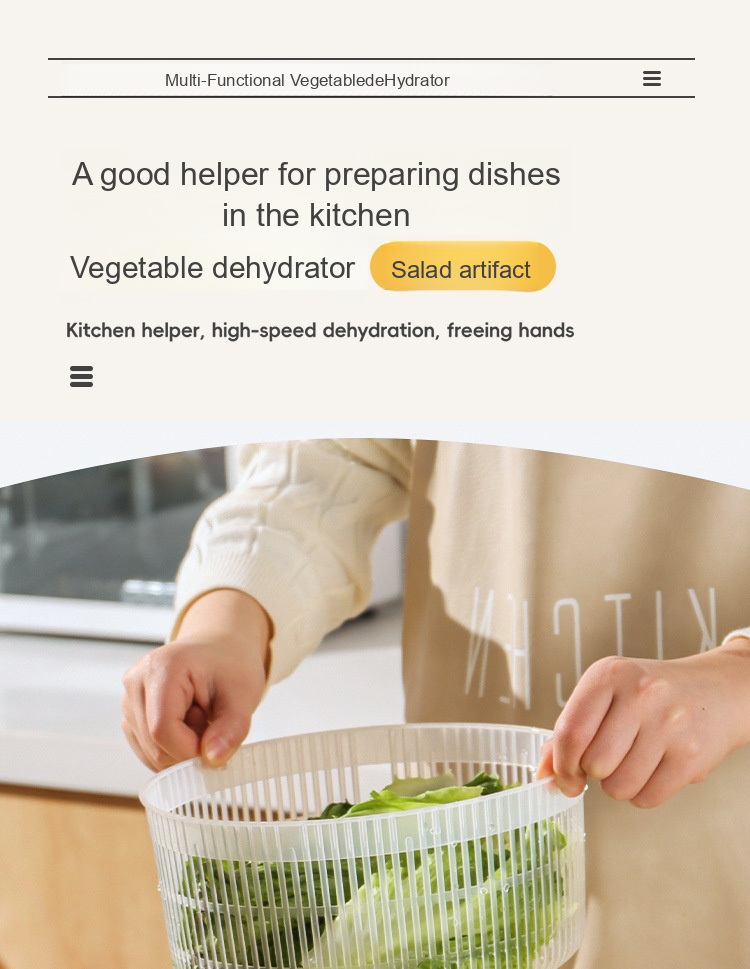 Multi-Functional VegetabledeHydrator
A good helper for preparing dishes
in the kitchen
Vegetable dehydrator Salad artifact
Kitchen helper, high-speed dehydration, freeing hands
KITCHEN